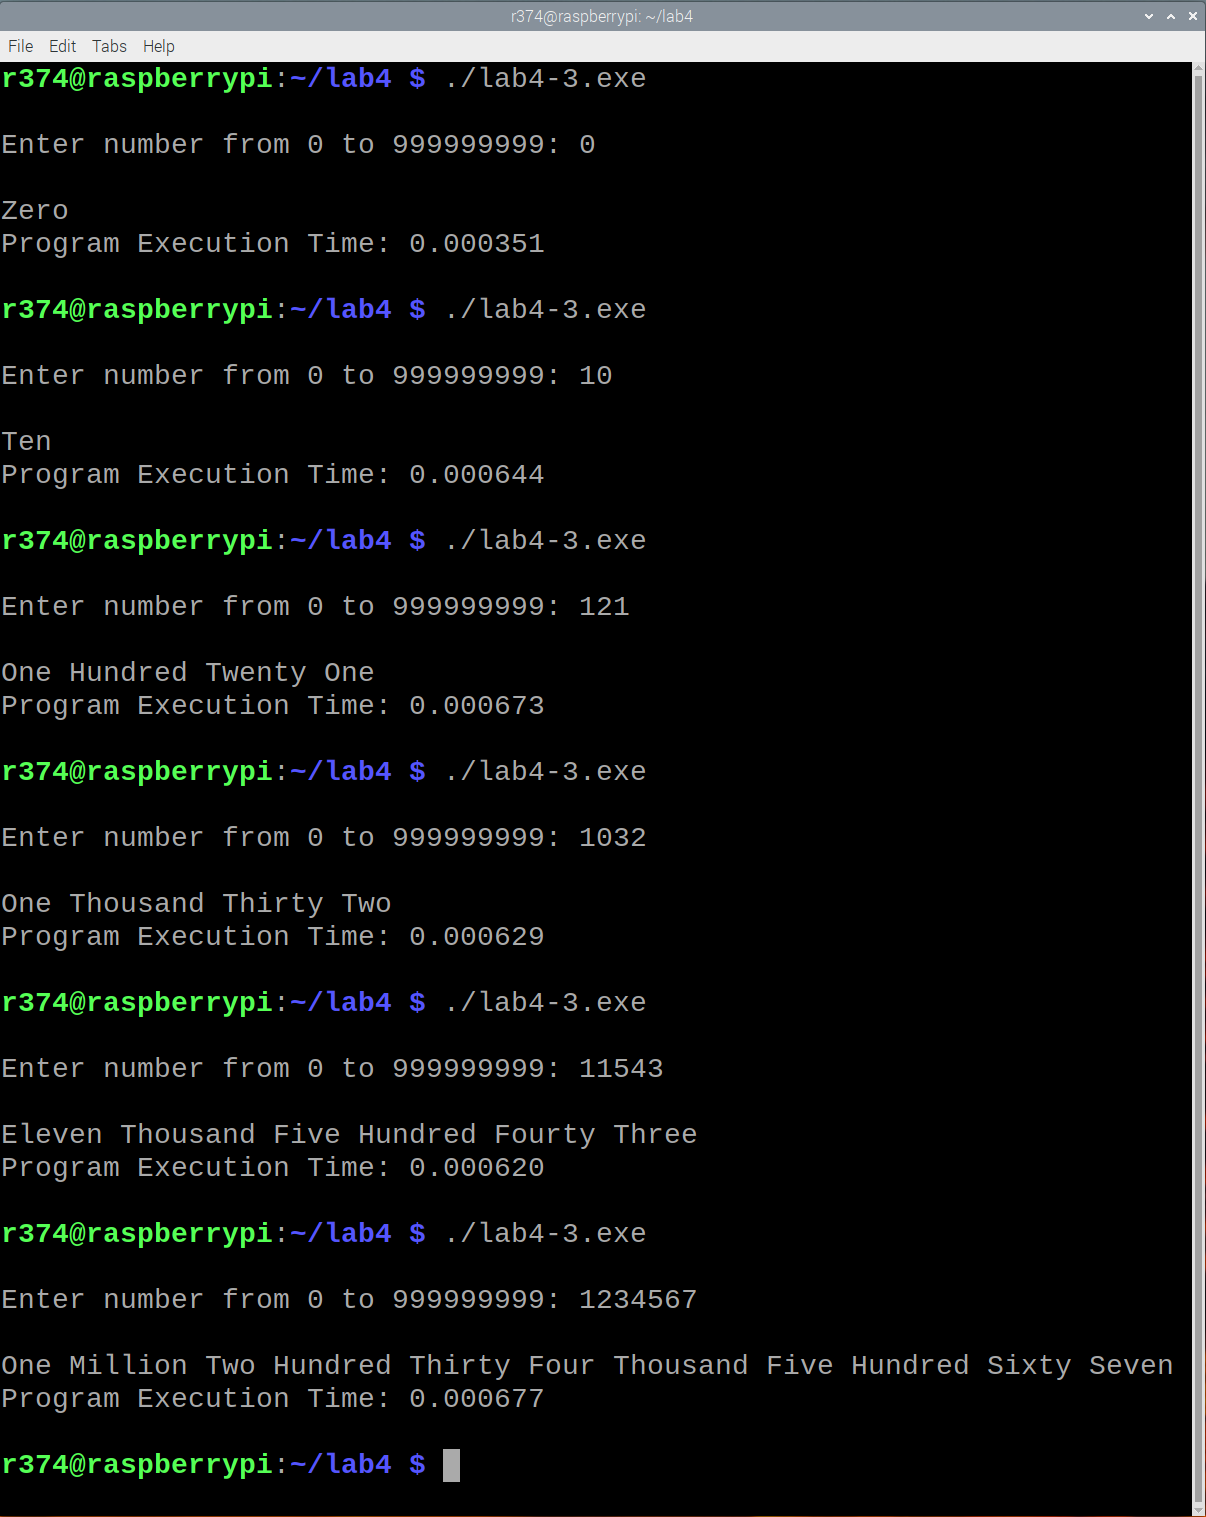 r374@raspberrypi: ~/lab4
File Edit Tabs Help
r374@raspberrypi:~/lab4 $ ./lab4-3.exe
Enter number from 0 to 999999999: 0
Zero
Program Execution Time: 0.000351
r374@raspberrypi:~/lab4 $ ./lab4-3.exe
Enter number from 0 to 999999999: 10
Ten
Program Execution Time: 0.000644
r374@raspberrypi:~/lab4 $ ./lab4-3.exe
Enter number from 0 to 999999999: 121
One Hundred Twenty One
Program Execution Time: 0.000673
r374@raspberrypi:~/lab4 $ ./lab4-3.exe
Enter number from 0 to 999999999: 1032
One Thousand Thirty Two
Program Execution Time: 0.000629
r374@raspberrypi:~/lab4 $ ./lab4-3.exe
Enter number from 0 to 999999999: 11543
Eleven Thousand Five Hundred Fourty Three
Program Execution Time: 0.000620
r374@raspberrypi:~/lab4 $ ./lab4-3.exe
Enter number from 0 to 999999999: 1234567
One Million Two Hundred Thirty Four Thousand Five Hundred Sixty Seven
Program Execution Time: 0.000677
r374@raspberrypi:~/lab4 $